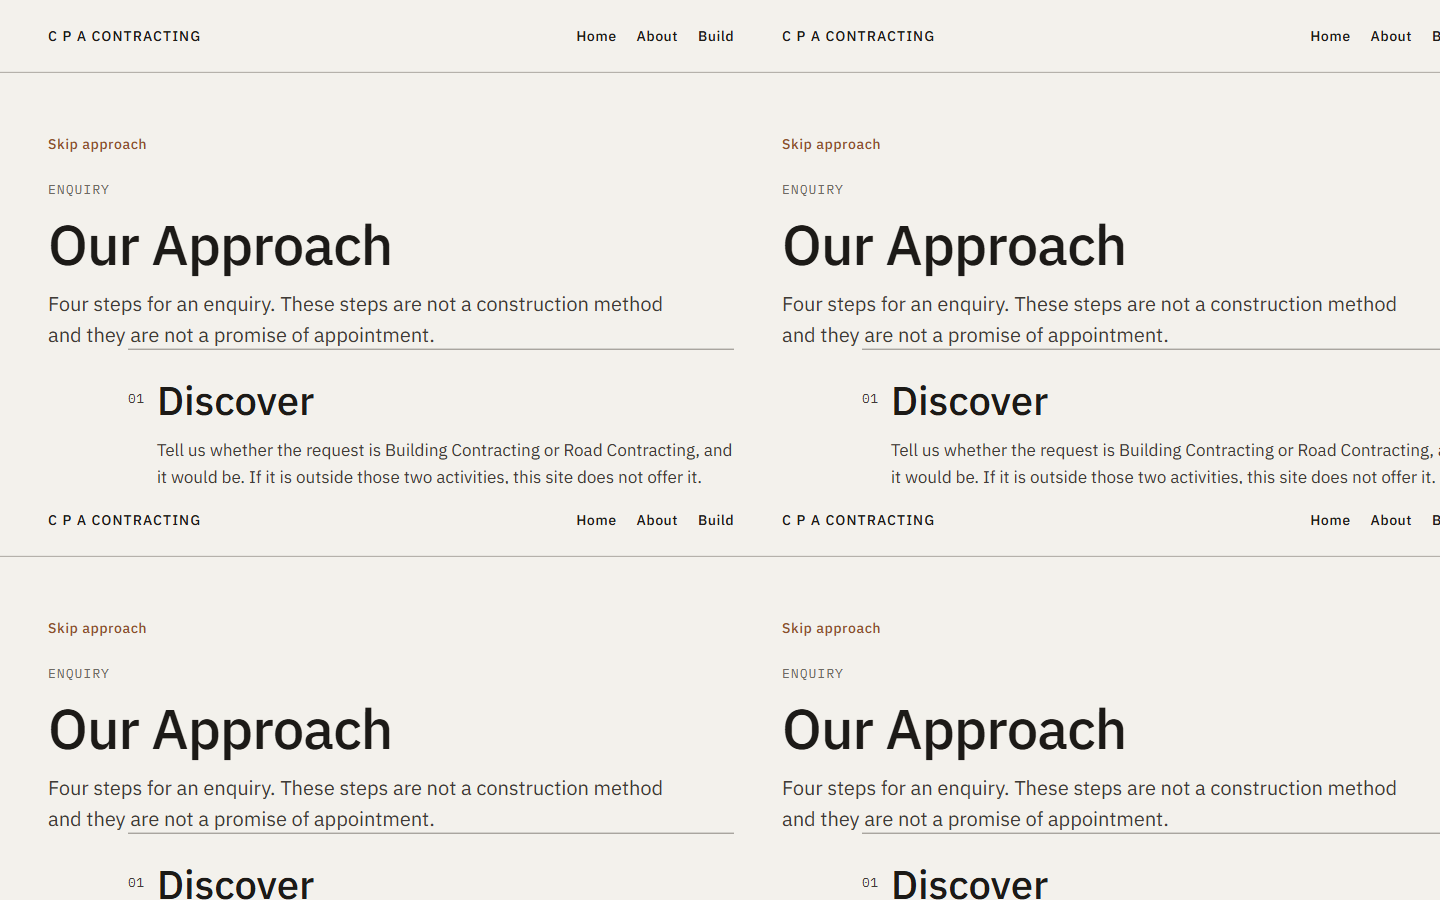 C P A CONTRACTING Home About Build C P A CONTRACTING Home About
Skip approach Skip approach
ENQUIRY ENQUIRY
Our Approach Our Approach
Four steps for an enquiry. These steps are not a construction method Four steps for an enquiry. These steps are not a construction method
and they are not a promise of appointment. and they are not a promise of appointment.
01 Discover 01 Discover
Tell us whether the request is Building Contracting or Road Contracting, and Tell us whether the request is Building Contracting or Road Contracting,
it would be. If it is outside those two activities, this site does not offer it. it would be. If it is outside those two activities, this site does not offer it.
C P A CONTRACTING Home About Build C P A CONTRACTING Home About
Skip approach Skip approach
ENQUIRY ENQUIRY
Our Approach Our Approach
Four steps for an enquiry. These steps are not a construction method Four steps for an enquiry. These steps are not a construction method
and they are not a promise of appointment. and they are not a promise of appointment.
01 Discover 01 Discover